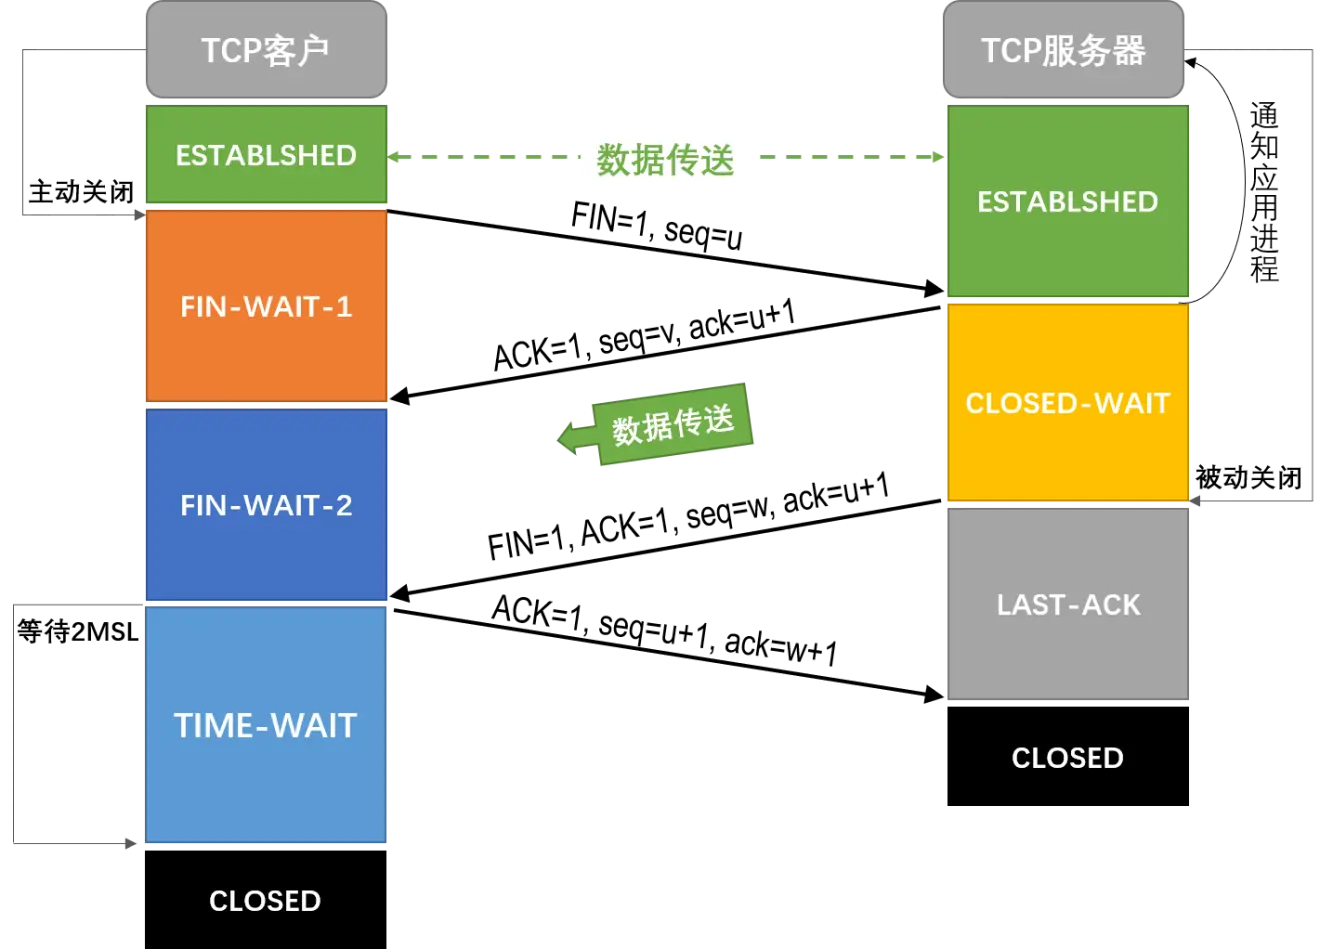 TCP客户
TCP服务器
ESTABLSHED
数据传送
ESTABLSHED
通知应用进程
主动关闭
FIN=1, seq=u
FIN-WAIT-1
ACK=1, seq=v, ack=u+1
CLOSED-WAIT
数据传送
被动关闭
FIN-WAIT-2
FIN=1, ACK=1, seq=w, ack=u+1
LAST-ACK
等待2MSL
ACK=1, seq=u+1, ack=w+1
TIME-WAIT
CLOSED
CLOSED